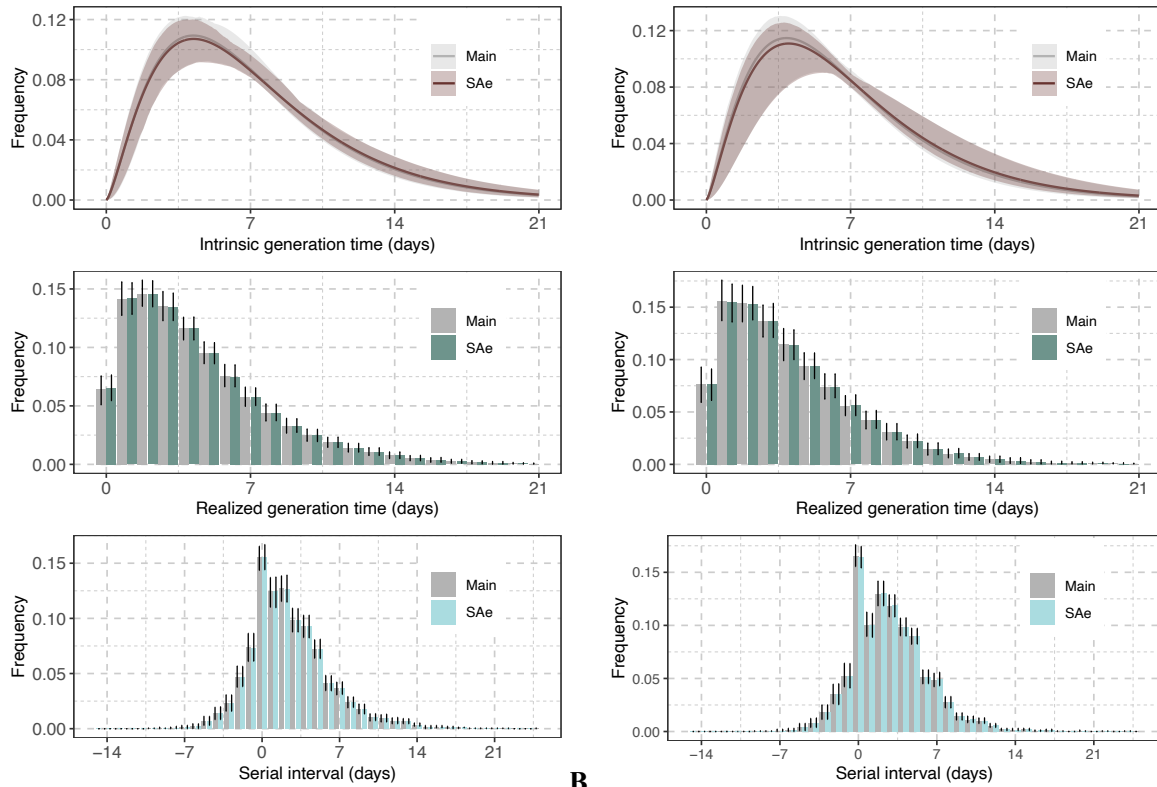 0.12
0.08
0.04
0.00
Frequency
Main
SAe
0 7 14 21
Intrinsic generation time (days)
0.12
0.08
0.04
0.00
Frequency
Main
SAe
0 7 14 21
Intrinsic generation time (days)
0.15
0.10
0.05
0.00
Frequency
Main
SAe
0 7 14 21
Realized generation time (days)
0.15
0.10
0.05
0.00
Frequency
Main
SAe
0 7 14 21
Realized generation time (days)
0.15
0.10
0.05
0.00
Frequency
Main
SAe
−14 −7 0 7 14 21
Serial interval (days)
0.15
0.10
0.05
0.00
Frequency
Main
SAe
−14 −7 0 7 14 21
Serial interval (days)
B